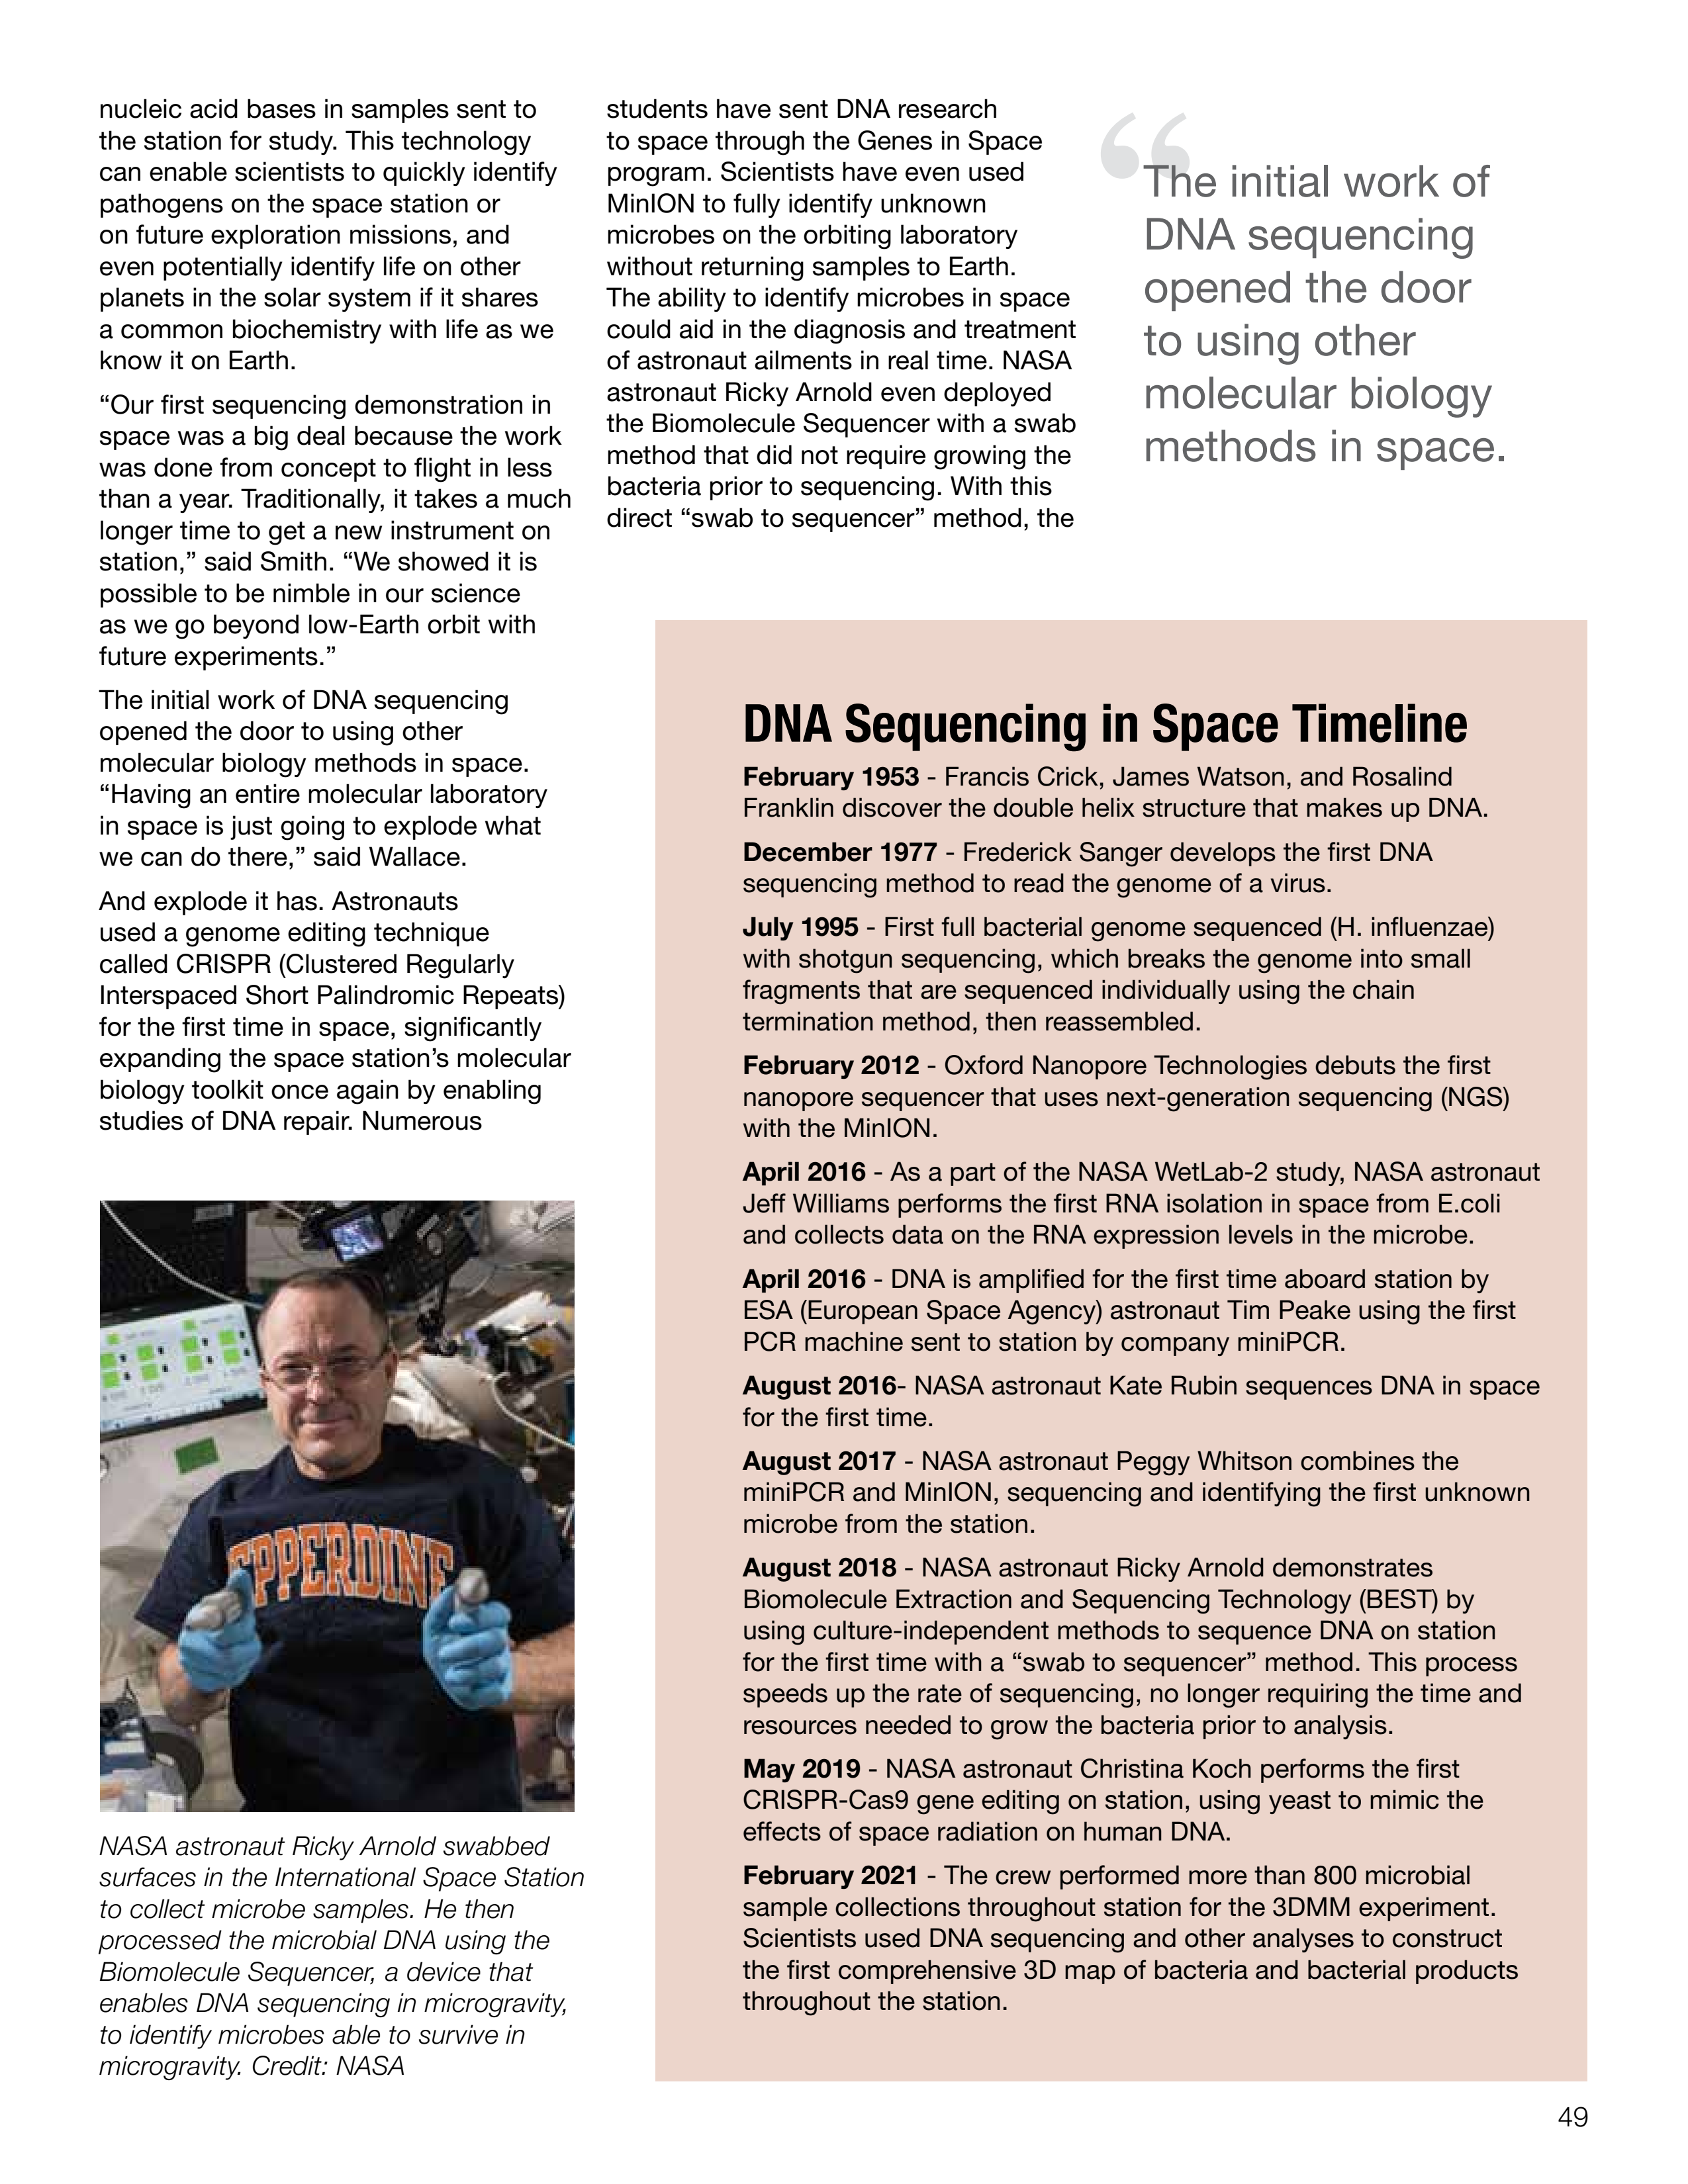 nucleic acid bases in samples sent to
the station for study. This technology
can enable scientists to quickly identify
pathogens on the space station or
on future exploration missions, and
even potentially identify life on other
planets in the solar system if it shares
a common biochemistry with life as we
know it on Earth.
“Our first sequencing demonstration in
space was a big deal because the work
was done from concept to flight in less
than a year. Traditionally, it takes a much
longer time to get a new instrument on
station,” said Smith. “We showed it is
possible to be nimble in our science
as we go beyond low-Earth orbit with
future experiments.”
The initial work of DNA sequencing
opened the door to using other
molecular biology methods in space.
“Having an entire molecular laboratory
in space is just going to explode what
we can do there,” said Wallace.
And explode it has. Astronauts
used a genome editing technique
called CRISPR (Clustered Regularly
Interspaced Short Palindromic Repeats)
for the first time in space, significantly
expanding the space station’s molecular
biology toolkit once again by enabling
studies of DNA repair. Numerous
students have sent DNA research
to space through the Genes in Space
program. Scientists have even used
MinION to fully identify unknown
microbes on the orbiting laboratory
without returning samples to Earth.
The ability to identify microbes in space
could aid in the diagnosis and treatment
of astronaut ailments in real time. NASA
astronaut Ricky Arnold even deployed
the Biomolecule Sequencer with a swab
method that did not require growing the
bacteria prior to sequencing. With this
direct “swab to sequencer” method, the
“
The initial work of
DNA sequencing
opened the door
to using other
molecular biology
methods in space.
EPPERDINE
NASA astronaut Ricky Arnold swabbed
surfaces in the International Space Station
to collect microbe samples. He then
processed the microbial DNA using the
Biomolecule Sequencer, a device that
enables DNA sequencing in microgravity,
to identify microbes able to survive in
microgravity. Credit: NASA
DNA Sequencing in Space Timeline
February 1953 - Francis Crick, James Watson, and Rosalind
Franklin discover the double helix structure that makes up DNA.
December 1977 - Frederick Sanger develops the first DNA
sequencing method to read the genome of a virus.
July 1995 - First full bacterial genome sequenced (H. influenzae)
with shotgun sequencing, which breaks the genome into small
fragments that are sequenced individually using the chain
termination method, then reassembled.
February 2012 - Oxford Nanopore Technologies debuts the first
nanopore sequencer that uses next-generation sequencing (NGS)
with the MinION.
April 2016 - As a part of the NASA WetLab-2 study, NASA astronaut
Jeff Williams performs the first RNA isolation in space from E.coli
and collects data on the RNA expression levels in the microbe.
April 2016 - DNA is amplified for the first time aboard station by
ESA (European Space Agency) astronaut Tim Peake using the first
PCR machine sent to station by company miniPCR.
August 2016- NASA astronaut Kate Rubin sequences DNA in space
for the first time.
August 2017 - NASA astronaut Peggy Whitson combines the
miniPCR and MinION, sequencing and identifying the first unknown
microbe from the station.
August 2018 - NASA astronaut Ricky Arnold demonstrates
Biomolecule Extraction and Sequencing Technology (BEST) by
using culture-independent methods to sequence DNA on station
for the first time with a “swab to sequencer” method. This process
speeds up the rate of sequencing, no longer requiring the time and
resources needed to grow the bacteria prior to analysis.
May 2019 - NASA astronaut Christina Koch performs the first
CRISPR-Cas9 gene editing on station, using yeast to mimic the
effects of space radiation on human DNA.
February 2021 - The crew performed more than 800 microbial
sample collections throughout station for the 3DMM experiment.
Scientists used DNA sequencing and other analyses to construct
the first comprehensive 3D map of bacteria and bacterial products
throughout the station.
49